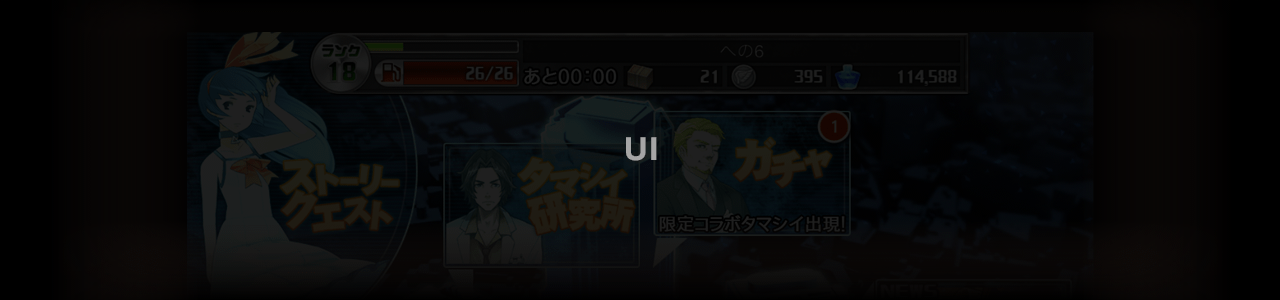 ランク
18
26/26
あと00:00
への6
21
395
114,588
UI
ストーリー
クエスト
タマシイ
研究所
1
ガチャ
限定コラボタマシイ出現!
NEWS